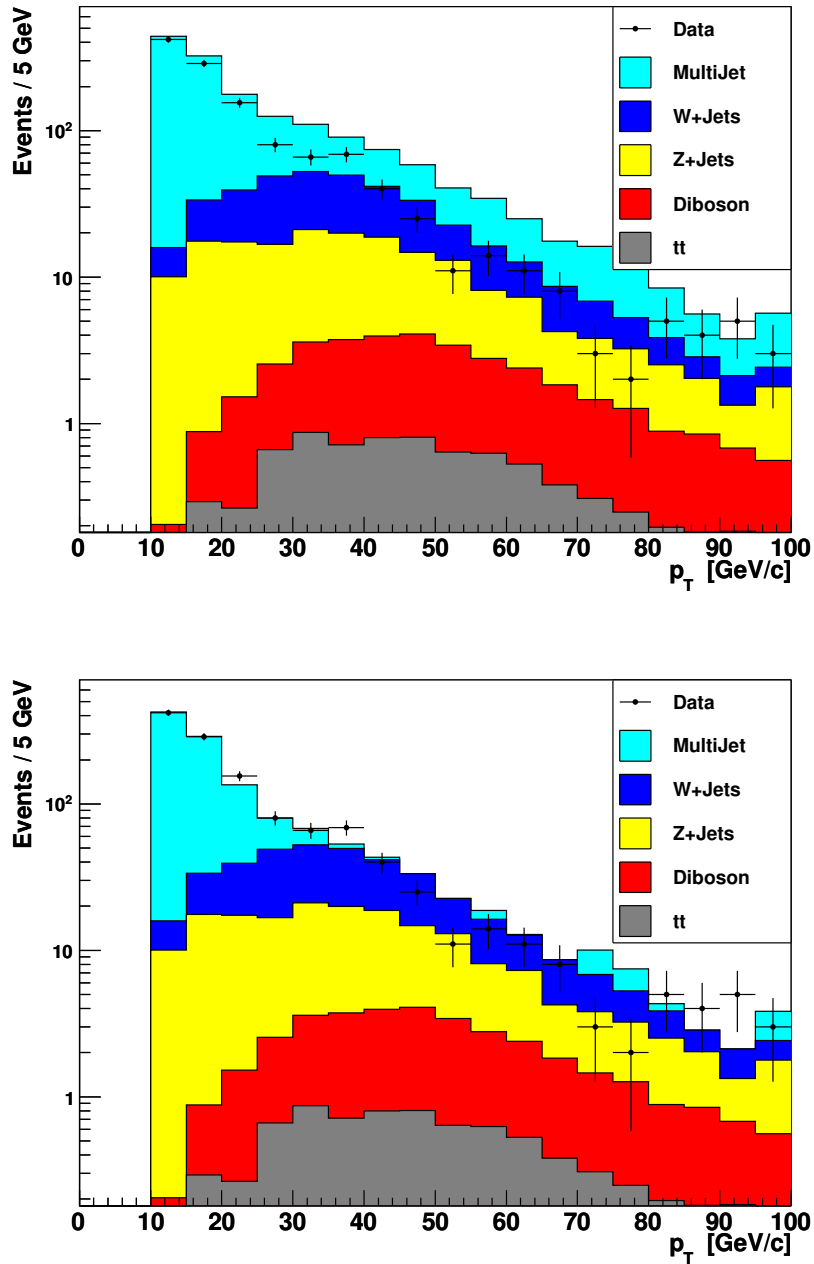 Events / 5 GeV
Data
MultiJet
W+Jets
Z+Jets
Diboson
tt
10²
10
1
0 10 20 30 40 50 60 70 80 90 100
p_T [GeV/c]
Events / 5 GeV
Data
MultiJet
W+Jets
Z+Jets
Diboson
tt
10²
10
1
0 10 20 30 40 50 60 70 80 90 100
p_T [GeV/c]